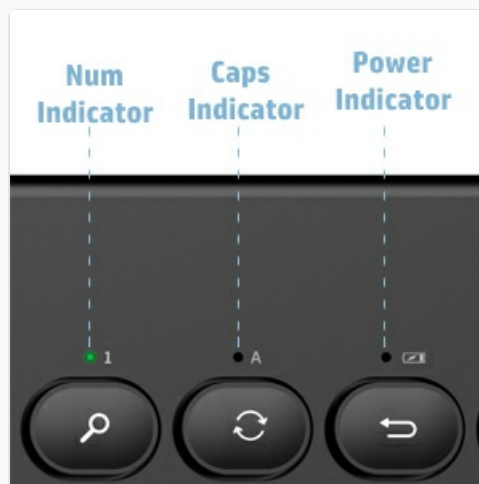 Num
Indicator
Caps
Indicator
Power
Indicator
1
A